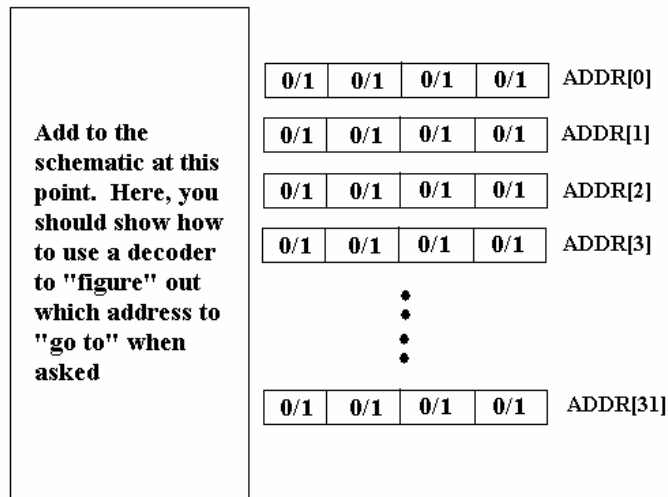 0/1 0/1 0/1 0/1 ADDR[0]
0/1 0/1 0/1 0/1 ADDR[1]
0/1 0/1 0/1 0/1 ADDR[2]
0/1 0/1 0/1 0/1 ADDR[3]
0/1 0/1 0/1 0/1 ADDR[31]
Add to the
schematic at this
point. Here, you
should show how
to use a decoder
to "figure" out
which address to
"go to" when
asked